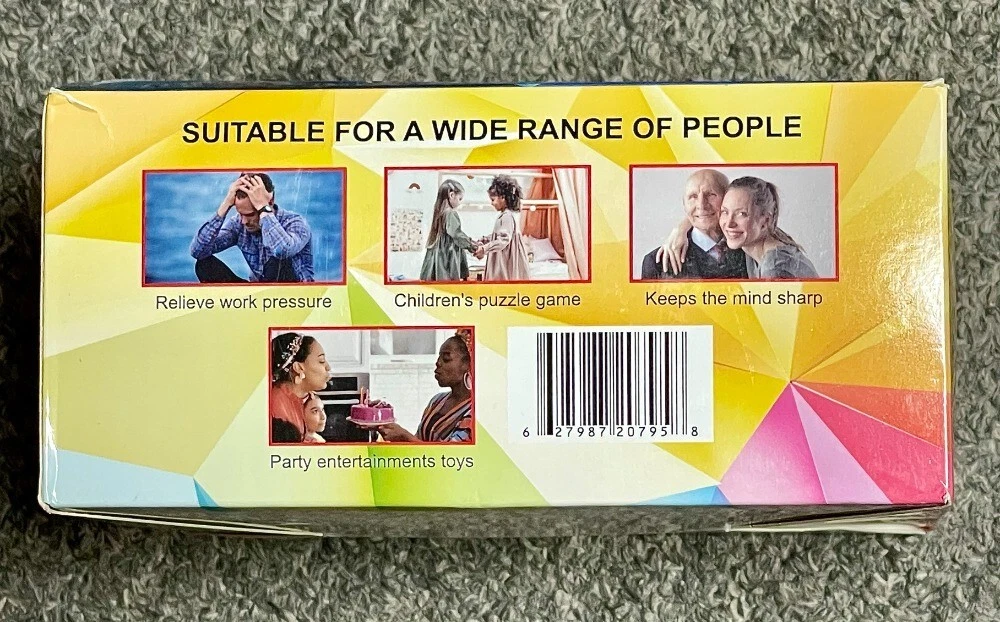 SUITABLE FOR A WIDE RANGE OF PEOPLE
Relieve work pressure
Children's puzzle game
Keeps the mind sharp
Party entertainments toys
6 27987 20795 8